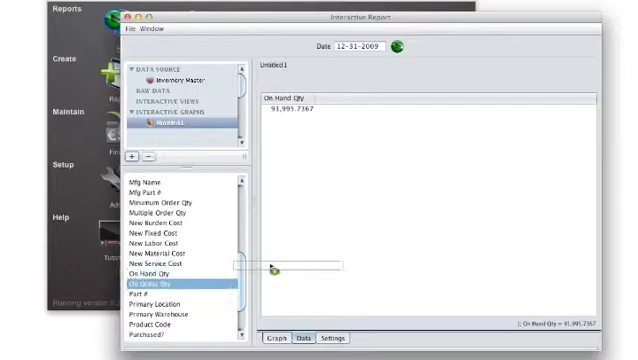 Reports
Create
Maintain
Setup
Help
Running version
Interactive Report
File Window
Date 12-31-2009
DATA SOURCE
Inventory Master
RAW DATA
INTERACTIVE VIEWS
INTERACTIVE GRAPHS
Untitled1
+ −
Mfg Name
Mfg Part #
Minumum Order Qty
Multiple Order Qty
New Burden Cost
New Fixed Cost
New Labor Cost
New Material Cost
New Service Cost
On Hand Qty
On Order Qty
Part #
Primary Location
Primary Warehouse
Product Code
Purchased?
Untitled1
On Hand Qty
91,995.7367
); On Hand Qty = 91,995.7367
Graph Data Settings